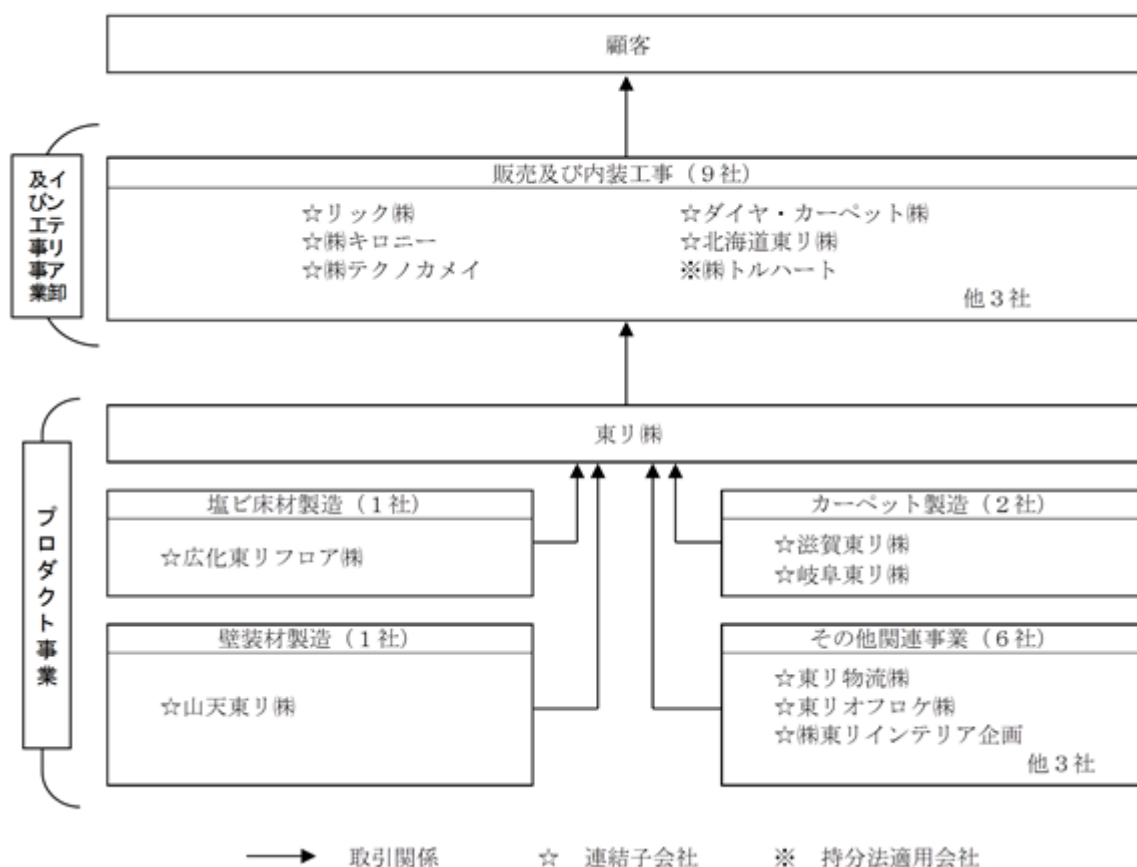 顧客
インテリア卸
及び工事事業
販売及び内装工事（９社）
☆リック㈱
☆ダイヤ・カーペット㈱
☆㈱キロニー
☆北海道東リ㈱
☆㈱テクノカメイ
※㈱トルハート
他３社
プロダクト事業
東リ㈱
塩ビ床材製造（１社）
☆広化東リフロア㈱
カーペット製造（２社）
☆滋賀東リ㈱
☆岐阜東リ㈱
壁装材製造（１社）
☆山天東リ㈱
その他関連事業（６社）
☆東リ物流㈱
☆東リオフロケ㈱
☆㈱東リインテリア企画
他３社
取引関係 ☆ 連結子会社 ※ 持分法適用会社